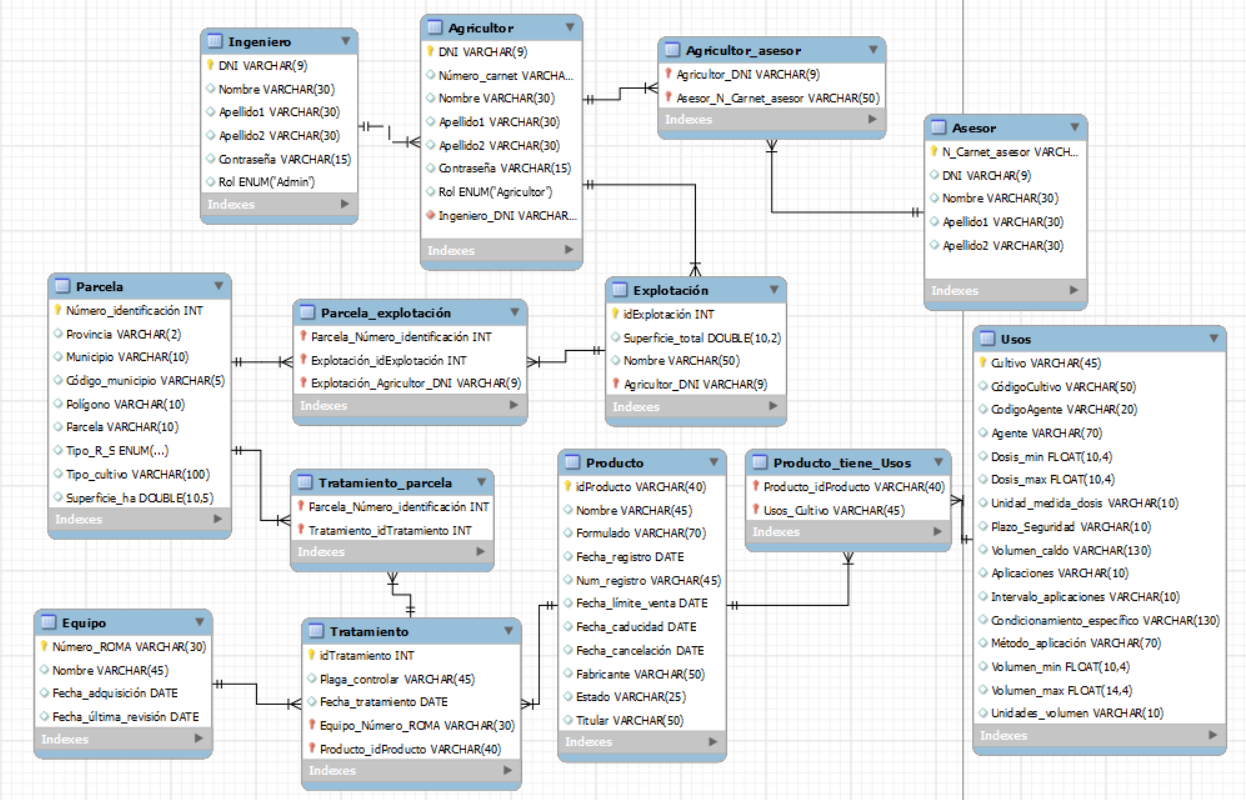 Ingeniero
DNI VARCHAR(9)
Nombre VARCHAR(30)
Apellido1 VARCHAR(30)
Apellido2 VARCHAR(30)
Contraseña VARCHAR(15)
Rol ENUM("Admin")
Indexes
Agricultor
DNI VARCHAR(9)
Número_carnet VARCHA...
Nombre VARCHAR(30)
Apellido1 VARCHAR(30)
Apellido2 VARCHAR(30)
Contraseña VARCHAR(15)
Rol ENUM("Agricultor")
Ingeniero_DNI VARCHAR...
Indexes
Agricultor_asesor
Agricultor_DNI VARCHAR(9)
Asesor_N_Carnet_asesor VARCHAR(50)
Indexes
Asesor
N_Carnet_asesor VARCH...
DNI VARCHAR(9)
Nombre VARCHAR(30)
Apellido1 VARCHAR(30)
Apellido2 VARCHAR(30)
Indexes
Parcela
Número_identificación INT
Provincia VARCHAR(2)
Municipio VARCHAR(10)
Código_municipio VARCHAR(5)
Polígono VARCHAR(10)
Parcela VARCHAR(10)
Tipo_R_S ENUM(...)
Tipo_cultivo VARCHAR(100)
Superficie_ha DOUBLE(10,5)
Indexes
Parcela_explotación
Parcela_Número_identificación INT
Explotación_idExplotación INT
Explotación_Agricultor_DNI VARCHAR(9)
Indexes
Explotación
idExplotación INT
Superficie_total DOUBLE(10,2)
Nombre VARCHAR(50)
Agricultor_DNI VARCHAR(9)
Indexes
Usos
Cultivo VARCHAR(45)
CódigoCultivo VARCHAR(50)
CodigoAgente VARCHAR(20)
Agente VARCHAR(70)
Dosis_min FLOAT(10,4)
Dosis_max FLOAT(10,4)
Unidad_medida_dosis VARCHAR(10)
Plazo_Seguridad VARCHAR(10)
Volumen_caldo VARCHAR(130)
Aplicaciones VARCHAR(10)
Intervalo_aplicaciones VARCHAR(10)
Condicionamiento_específico VARCHAR(130)
Método_aplicación VARCHAR(70)
Volumen_min FLOAT(10,4)
Volumen_max FLOAT(14,4)
Unidades_volumen VARCHAR(10)
Indexes
Tratamiento_parcela
Parcela_Número_identificación INT
Tratamiento_idTratamiento INT
Indexes
Producto
idProducto VARCHAR(40)
Nombre VARCHAR(45)
Formulado VARCHAR(70)
Fecha_registro DATE
Num_registro VARCHAR(45)
Fecha_límite_venta DATE
Fecha_caducidad DATE
Fecha_cancelación DATE
Fabricante VARCHAR(50)
Estado VARCHAR(25)
Titular VARCHAR(50)
Indexes
Producto_tiene_Usos
Producto_idProducto VARCHAR(40)
Usos_Cultivo VARCHAR(45)
Indexes
Equipo
Número_ROMA VARCHAR(30)
Nombre VARCHAR(45)
Fecha_adquisición DATE
Fecha_última_revisión DATE
Indexes
Tratamiento
idTratamiento INT
Plaga_controlar VARCHAR(45)
Fecha_tratamiento DATE
Equipo_Número_ROMA VARCHAR(30)
Producto_idProducto VARCHAR(40)
Indexes